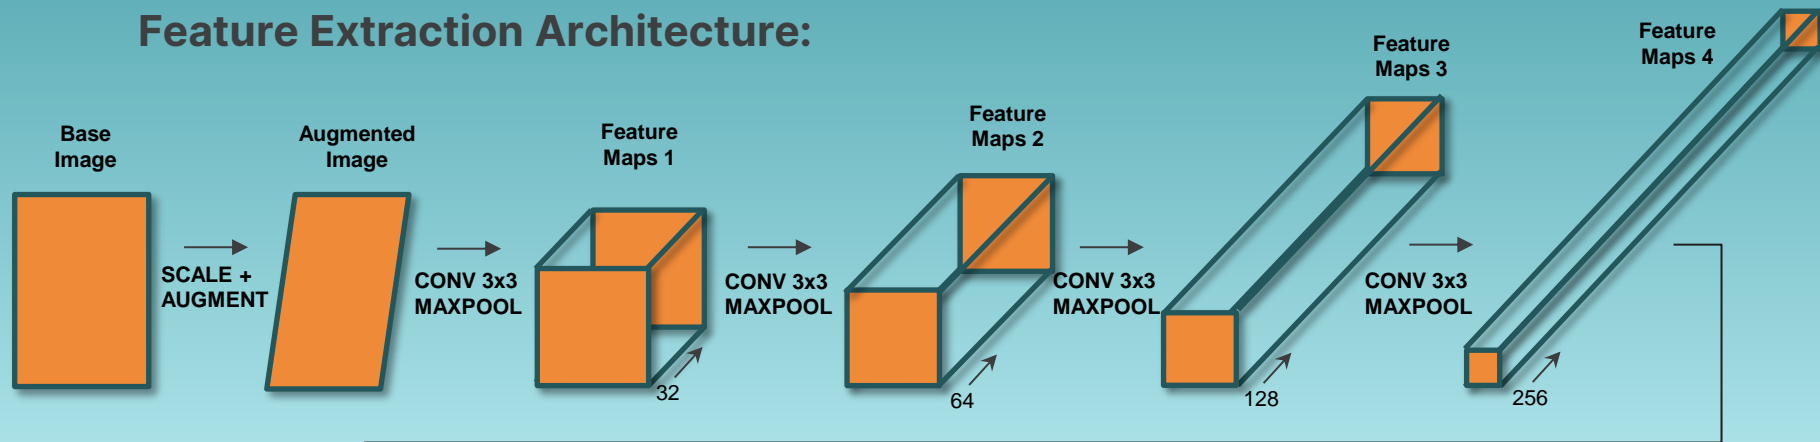 Feature Extraction Architecture:
Base
Image
SCALE +
AUGMENT
Augmented
Image
CONV 3x3
MAXPOOL
Feature
Maps 1
32
CONV 3x3
MAXPOOL
Feature
Maps 2
64
CONV 3x3
MAXPOOL
Feature
Maps 3
128
CONV 3x3
MAXPOOL
Feature
Maps 4
256